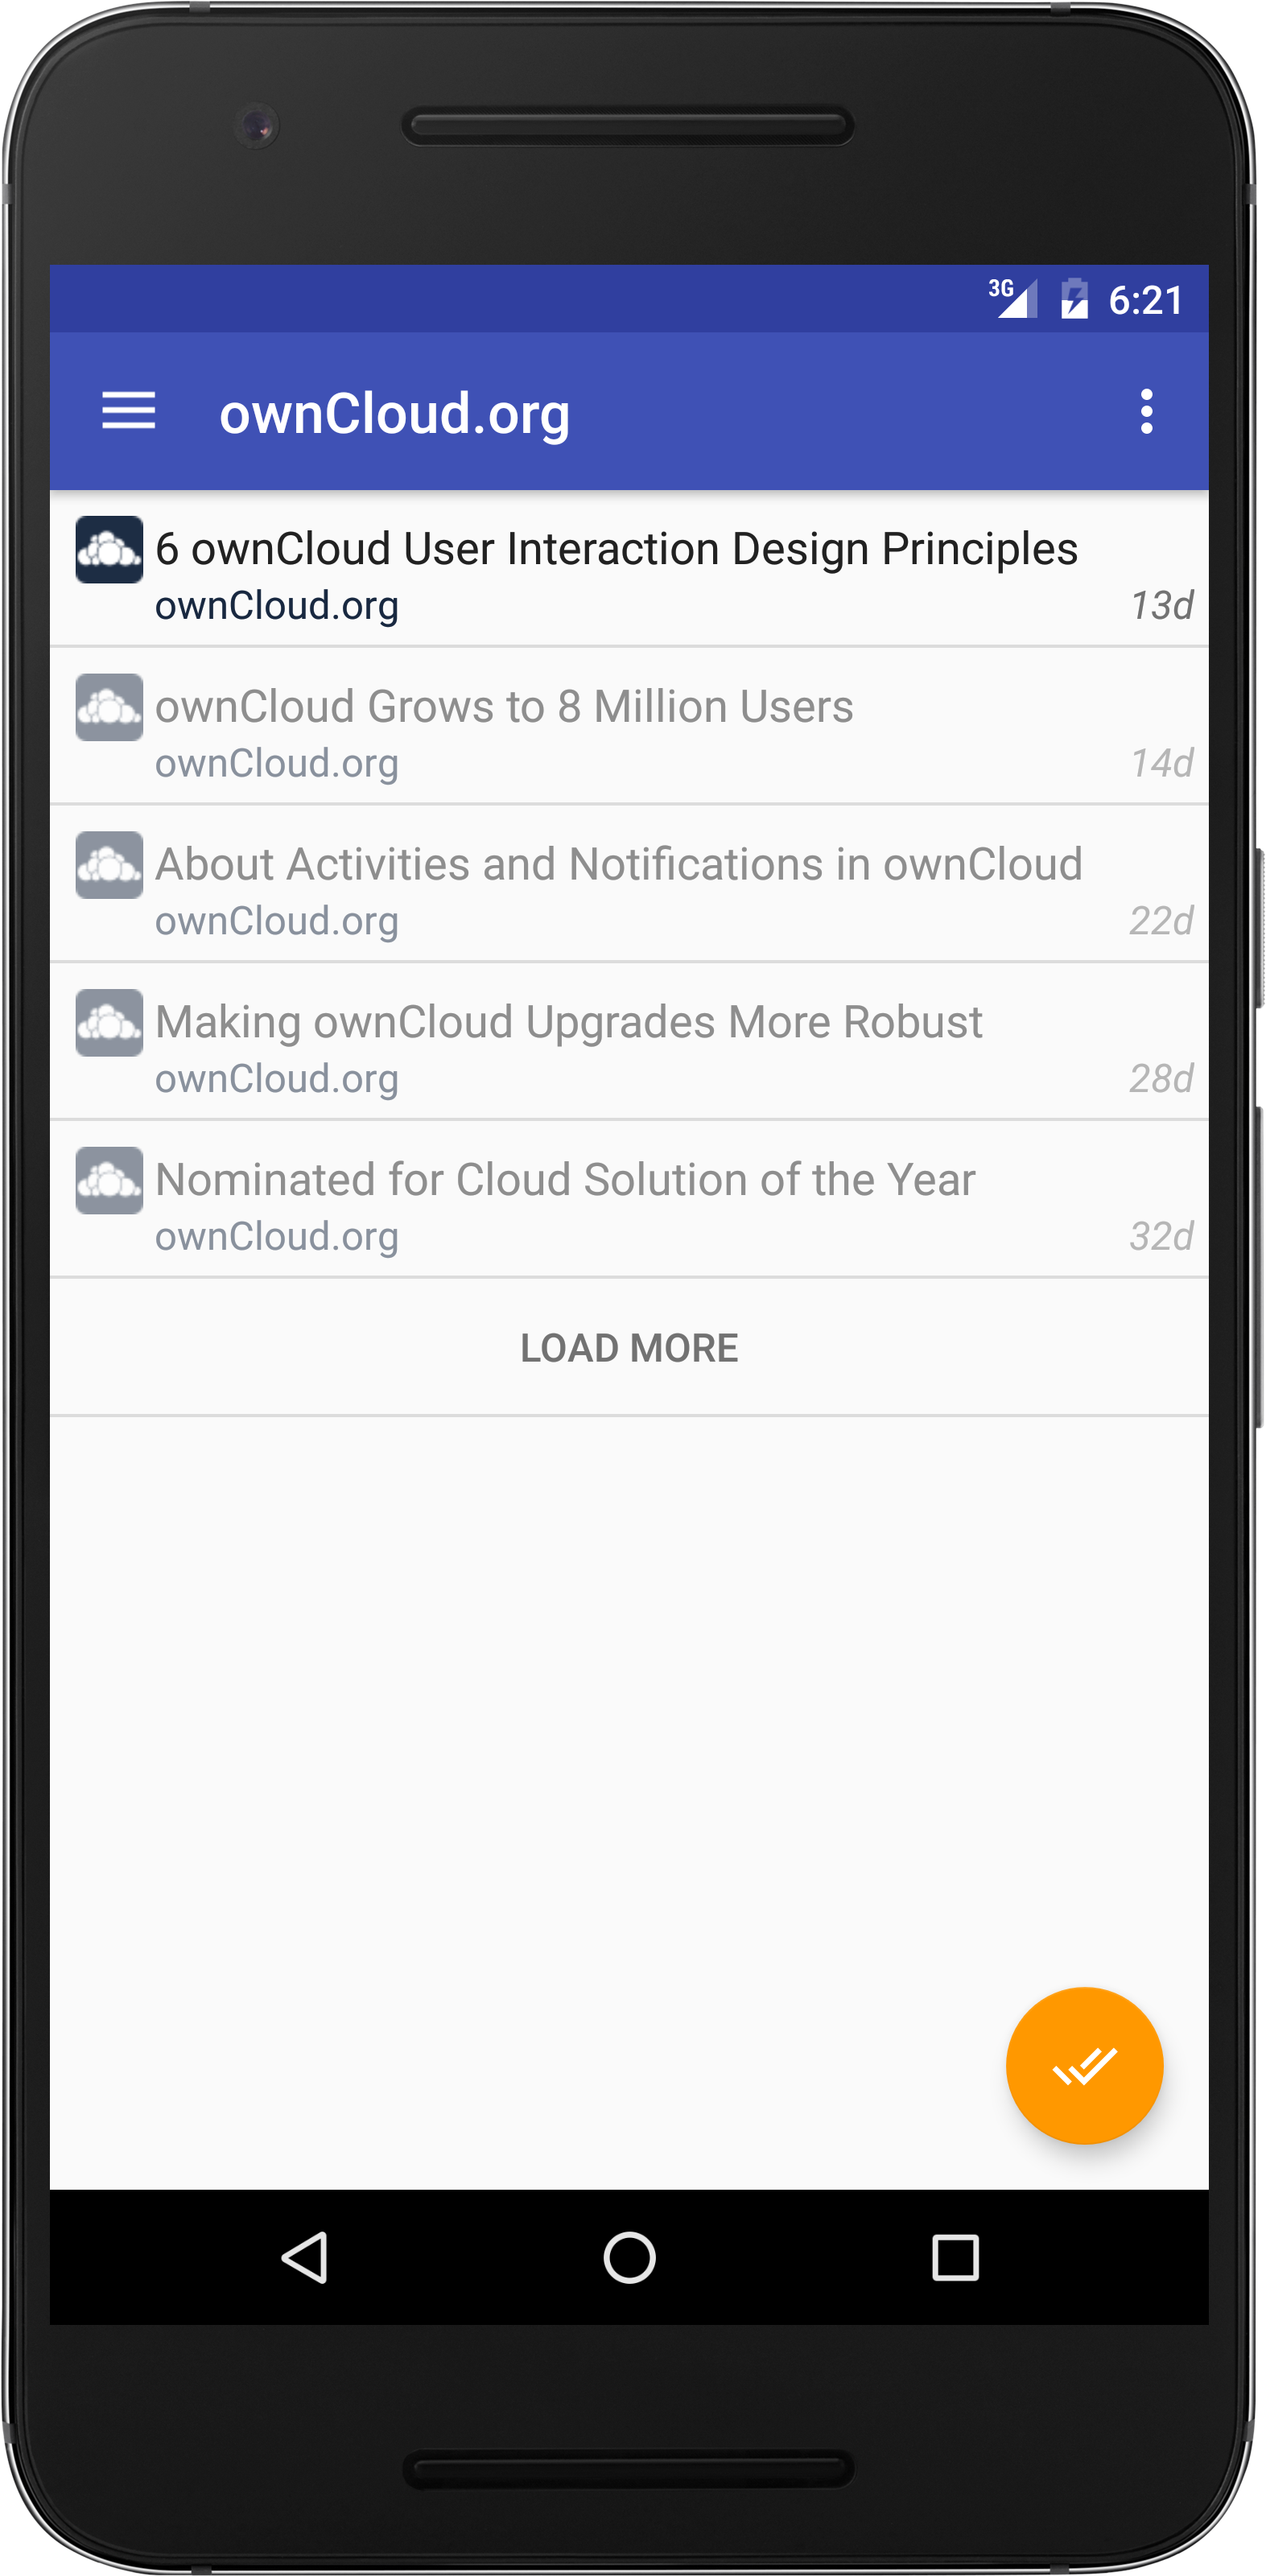 3G 6:21
ownCloud.org
6 ownCloud User Interaction Design Principles
ownCloud.org 13d
ownCloud Grows to 8 Million Users
ownCloud.org 14d
About Activities and Notifications in ownCloud
ownCloud.org 22d
Making ownCloud Upgrades More Robust
ownCloud.org 28d
Nominated for Cloud Solution of the Year
ownCloud.org 32d
LOAD MORE